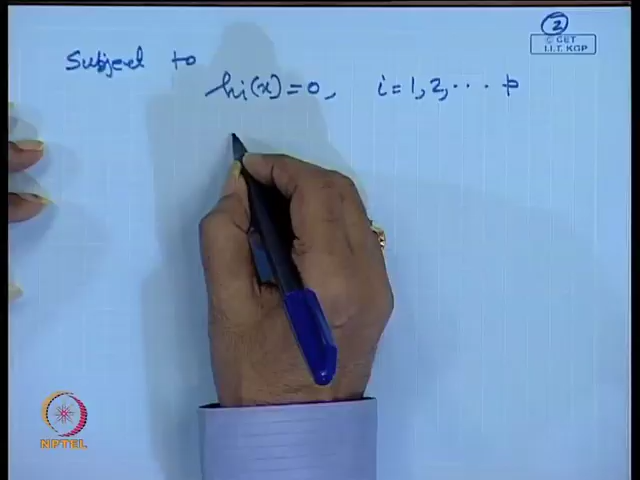 2
© CET
I.I.T. KGP
Subject to
hi(x) = 0, i = 1, 2, ... p
NPTEL